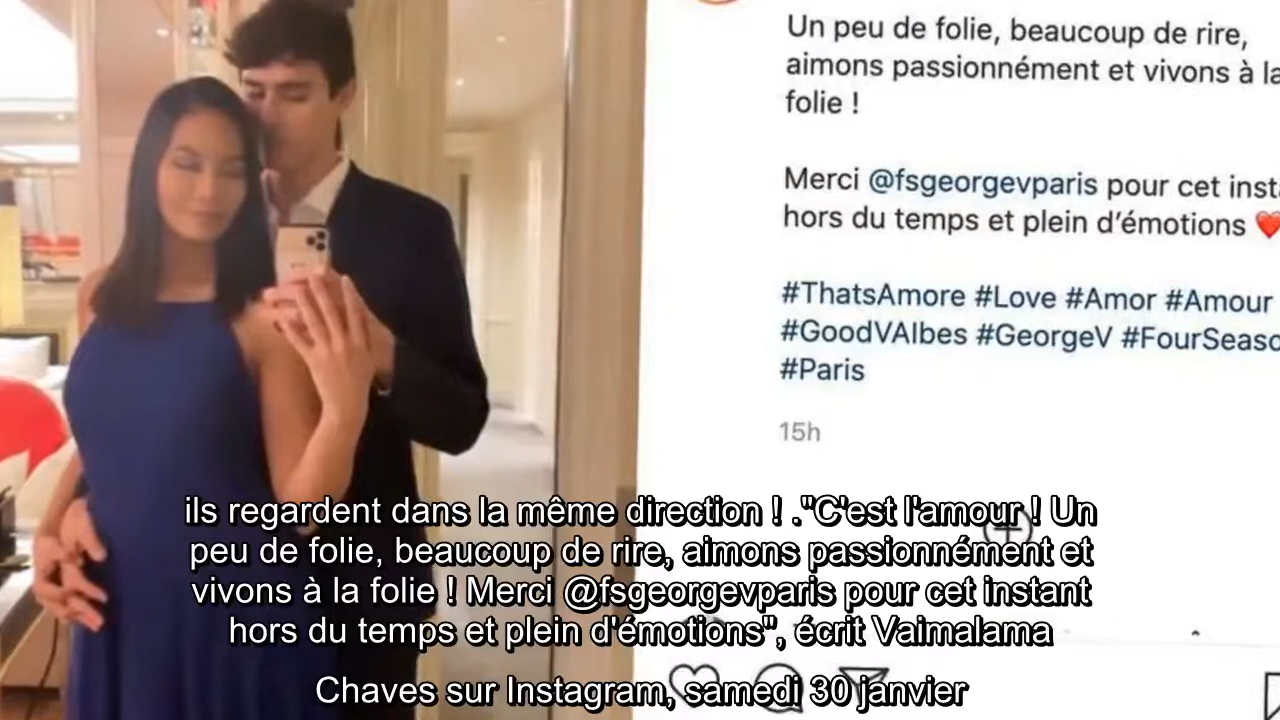 Un peu de folie, beaucoup de rire,
aimons passionnément et vivons à la
folie !
Merci @fsgeorgevparis pour cet
hors du temps et plein d'émotions ❤️
#ThatsAmore #Love #Amor #Amour
#GoodVAIbes #GeorgeV
#Paris
15h
ils regardent dans la même direction ! ."C'est l'amour ! Un
peu de folie, beaucoup de rire, aimons passionnément et
vivons à la folie ! Merci @fsgeorgevparis pour cet instant
hors du temps et plein d'émotions", écrit Vaimalama
Chaves sur Instagram, samedi 30 janvier